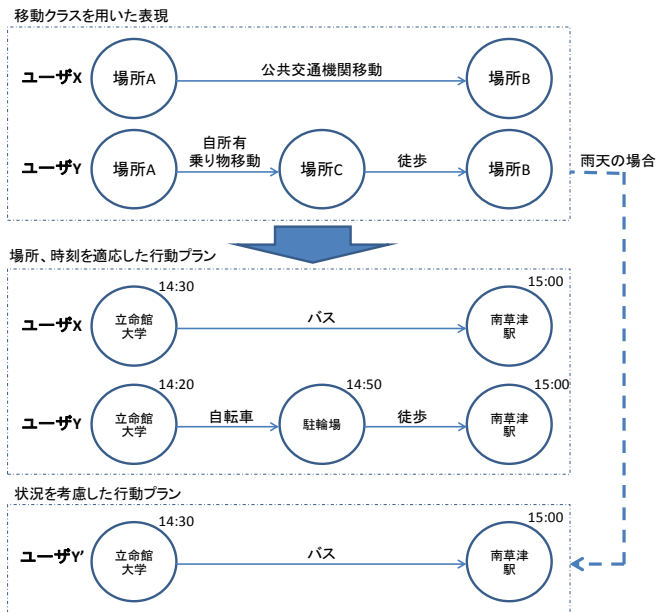 移動クラスを用いた表現
ユーザX
場所A
公共交通機関移動
場所B
ユーザY
場所A
自所有
乗り物移動
場所C
徒歩
場所B
雨天の場合
場所、時刻を適応した行動プラン
ユーザX
14:30
立命館
大学
バス
15:00
南草津
駅
ユーザY
14:20
立命館
大学
自転車
14:50
駐輪場
徒歩
15:00
南草津
駅
状況を考慮した行動プラン
ユーザY'
14:30
立命館
大学
バス
15:00
南草津
駅